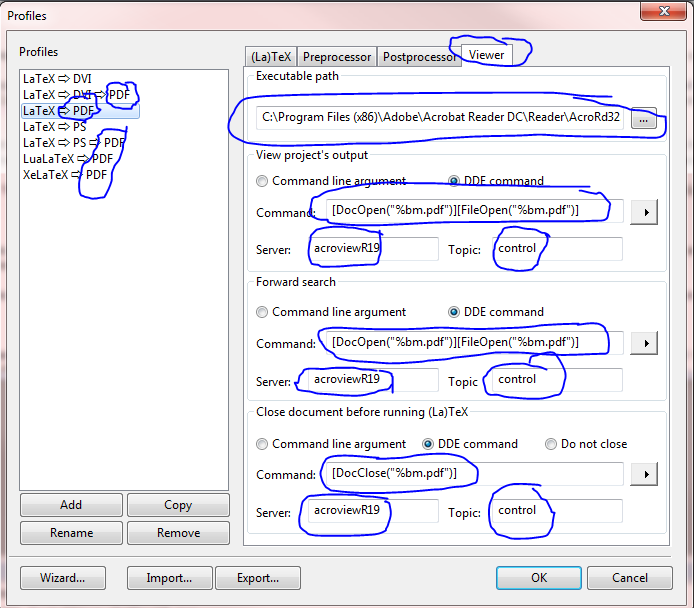 Profiles
Profiles
LaTeX ⇨ DVI
LaTeX ⇨ DVI ⇨ PDF
LaTeX ⇨ PDF
LaTeX ⇨ PS
LaTeX ⇨ PS ⇨ PDF
LuaLaTeX ⇨ PDF
XeLaTeX ⇨ PDF
Add Copy
Rename Remove
(La)TeX Preprocessor Postprocessor Viewer
Executable path
C:\Program Files (x86)\Adobe\Acrobat Reader DC\Reader\AcroRd32 ...
View project's output
Command line argument DDE command
Command: [DocOpen("%bm.pdf")][FileOpen("%bm.pdf")]
Server: acroviewR19 Topic: control
Forward search
Command line argument DDE command
Command: [DocOpen("%bm.pdf")][FileOpen("%bm.pdf")]
Server: acroviewR19 Topic control
Close document before running (La)TeX
Command line argument DDE command Do not close
Command: [DocClose("%bm.pdf")]
Server: acroviewR19 Topic: control
Wizard... Import... Export... OK Cancel